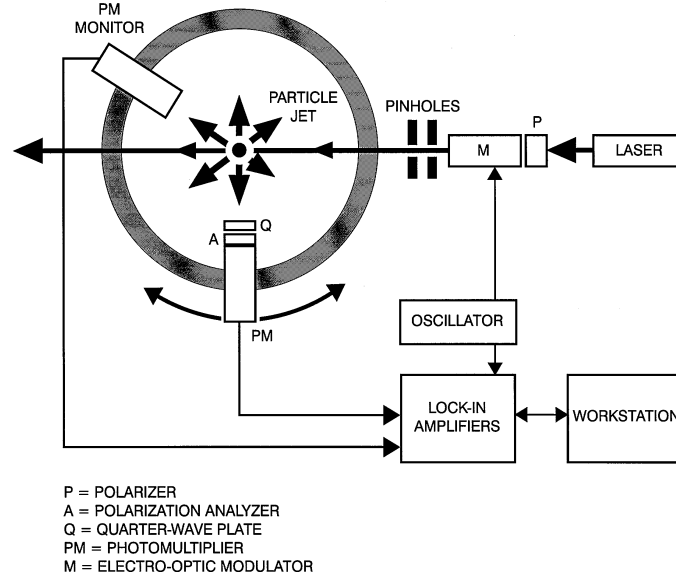 PM
MONITOR
PARTICLE
JET
PINHOLES
P
M
LASER
Q
A
PM
OSCILLATOR
LOCK-IN
AMPLIFIERS
WORKSTATION
P = POLARIZER
A = POLARIZATION ANALYZER
Q = QUARTER-WAVE PLATE
PM = PHOTOMULTIPLIER
M = ELECTRO-OPTIC MODULATOR